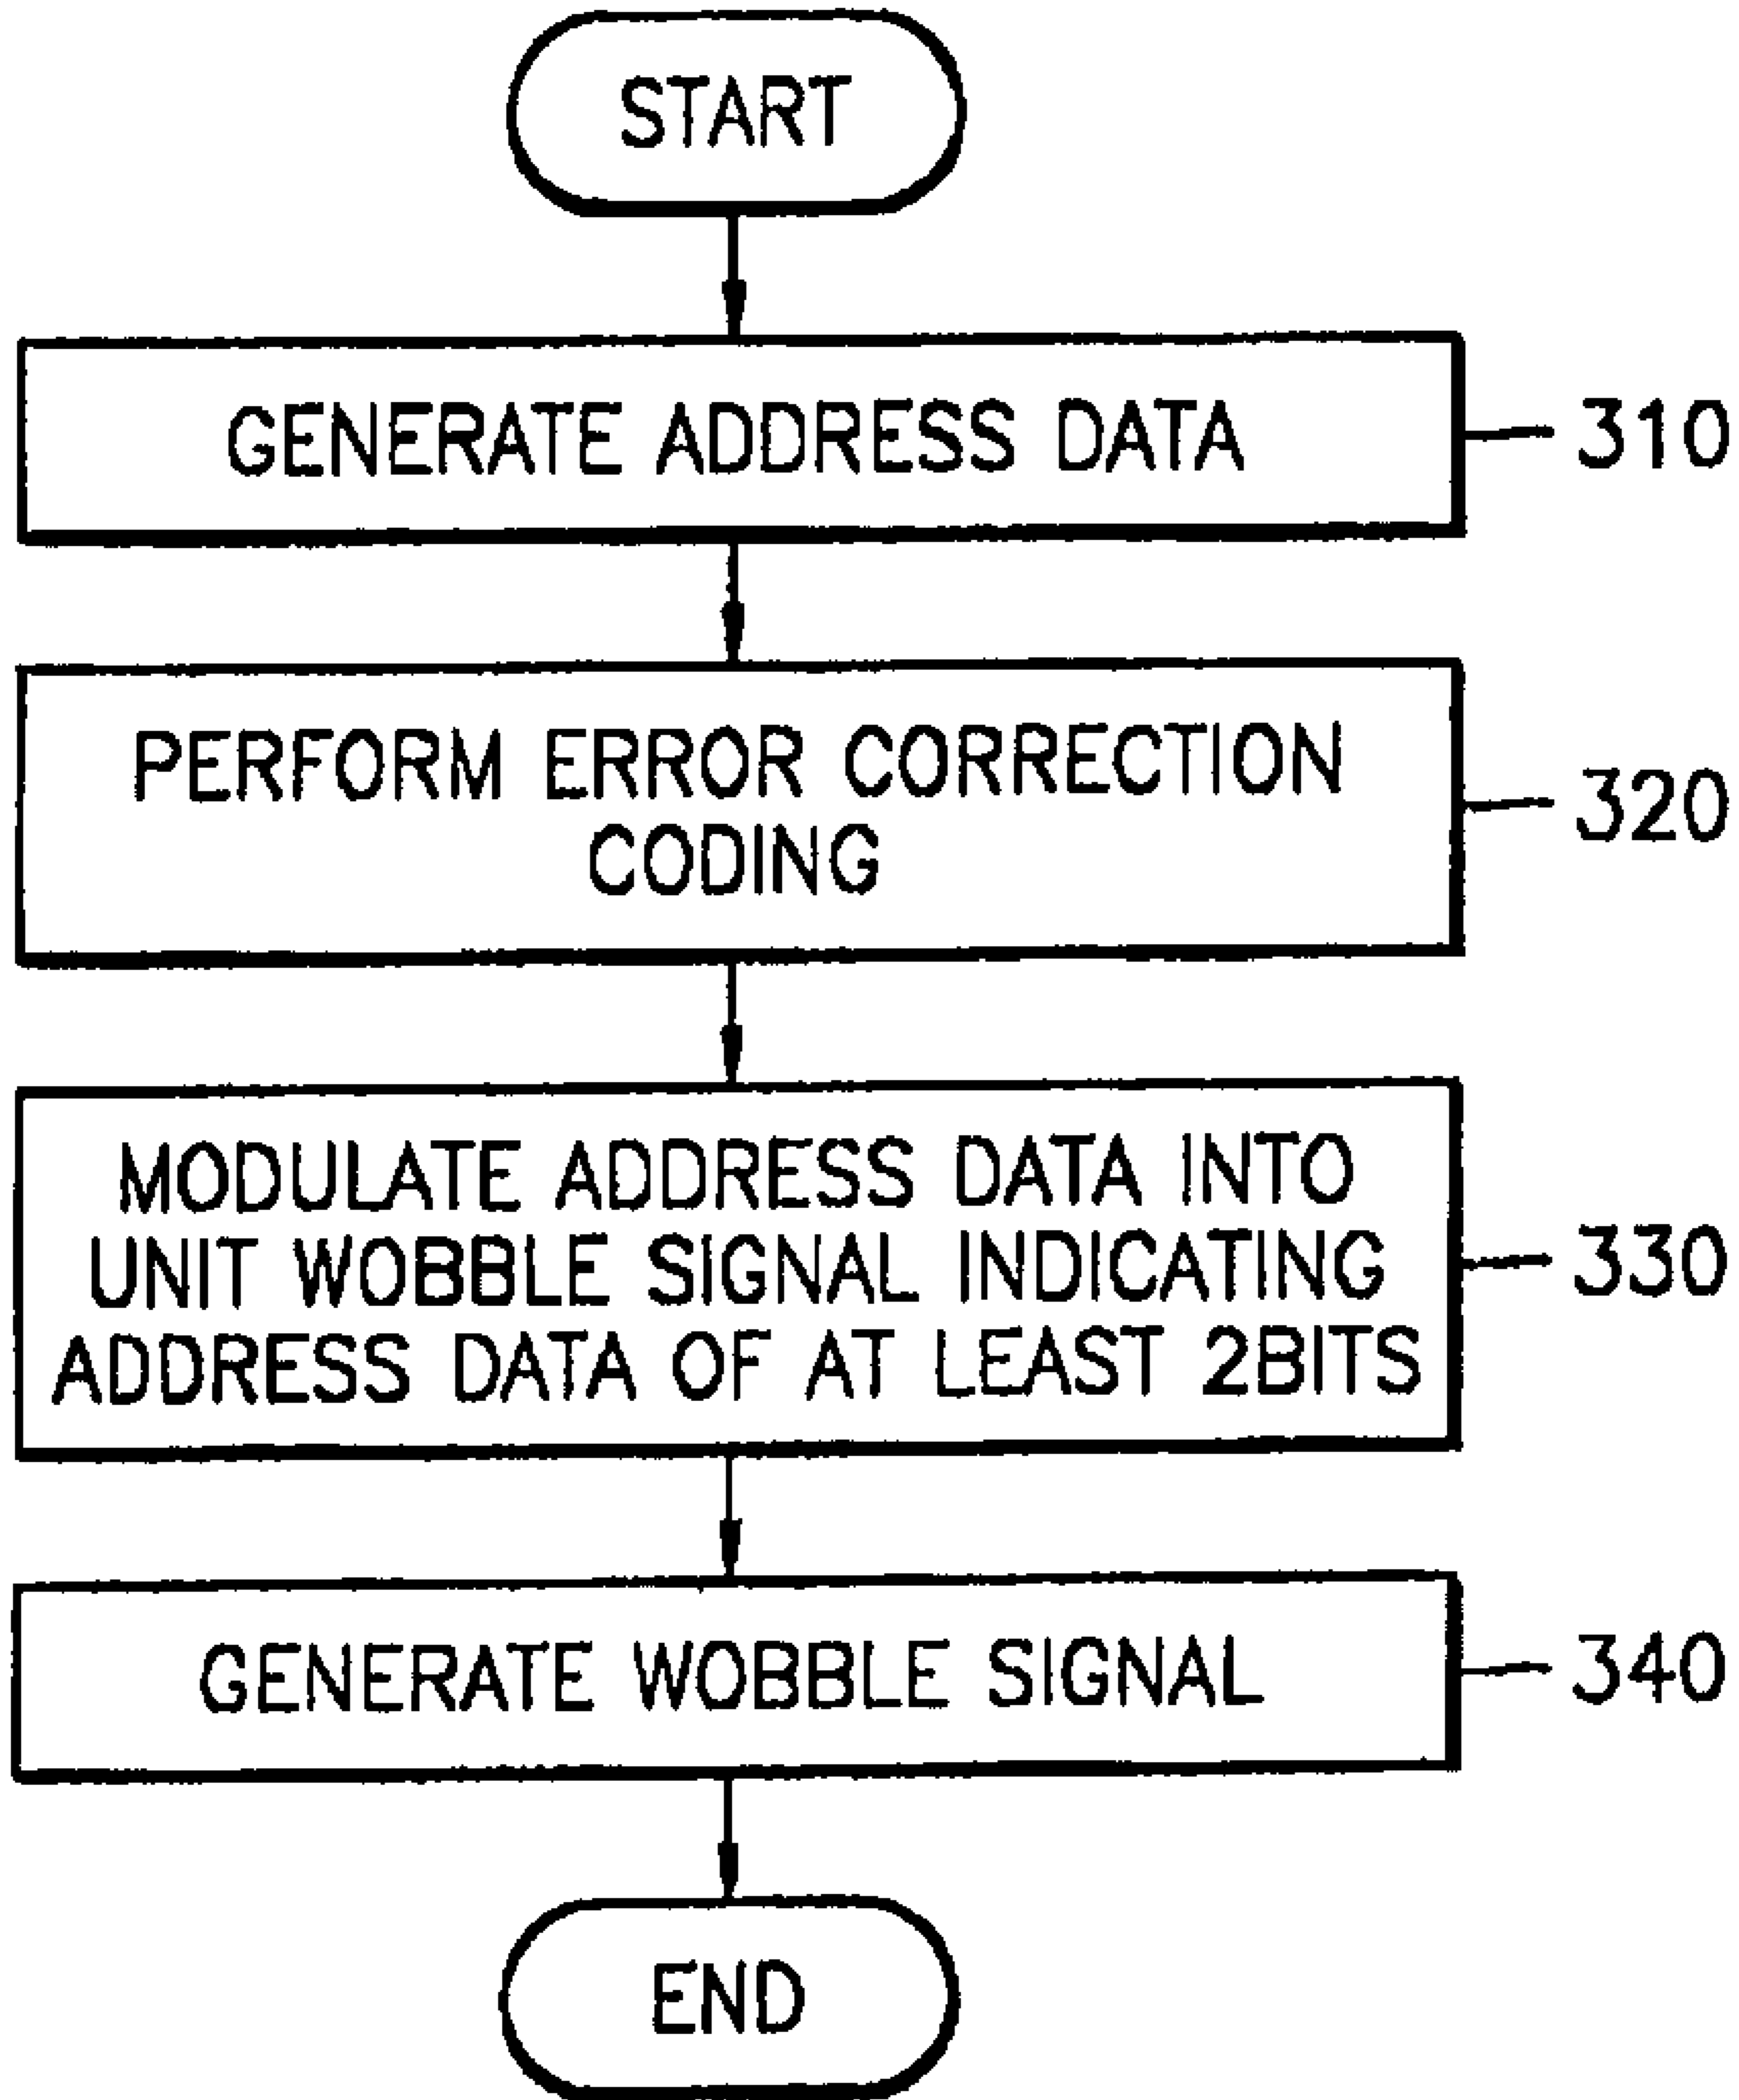 START
GENERATE ADDRESS DATA
310
PERFORM ERROR CORRECTION
CODING
320
MODULATE ADDRESS DATA INTO
UNIT WOBBLE SIGNAL INDICATING
ADDRESS DATA OF AT LEAST 2BITS
330
GENERATE WOBBLE SIGNAL
340
END